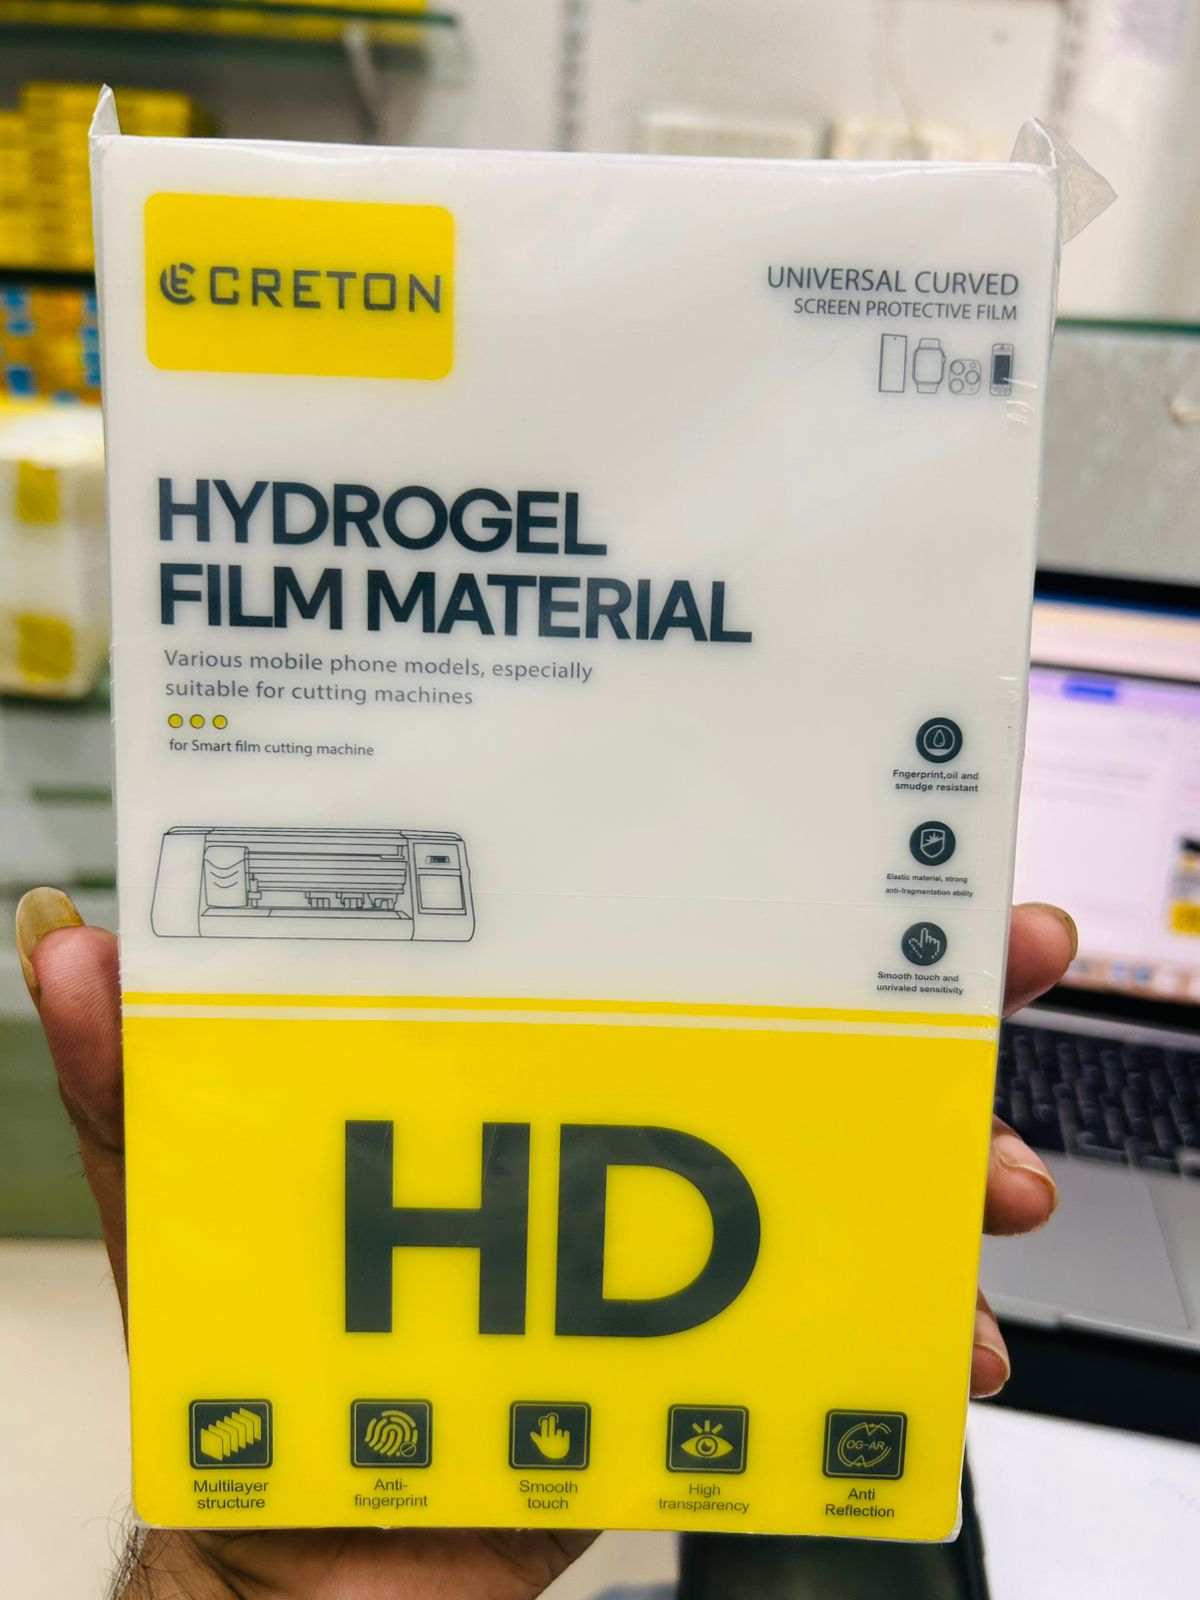 CRETON
UNIVERSAL CURVED
SCREEN PROTECTIVE FILM
HYDROGEL
FILM MATERIAL
Various mobile phone models, especially
suitable for cutting machines
for Smart film cutting machine
Fngerprint,oil and
smudge resistant
Elastic material, strong
anti-fragmentation ability
Smooth touch and
unrivaled sensitivity
HD
OG-AR
Multilayer
structure
Anti-
fingerprint
Smooth
touch
High
transparency
Anti
Reflection